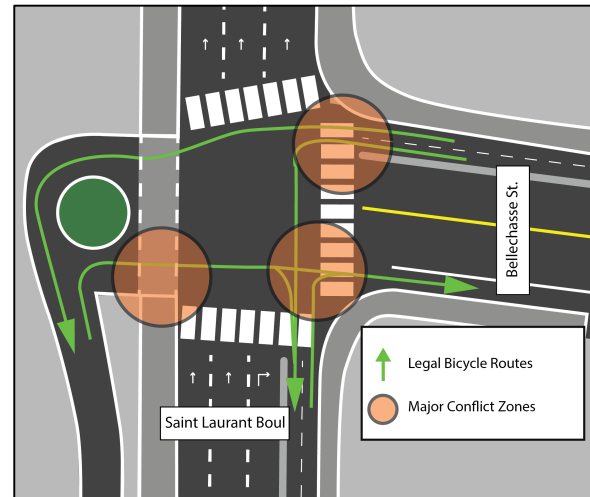 Bellechasse St.
Legal Bicycle Routes
Major Conflict Zones
Saint Laurant Boul